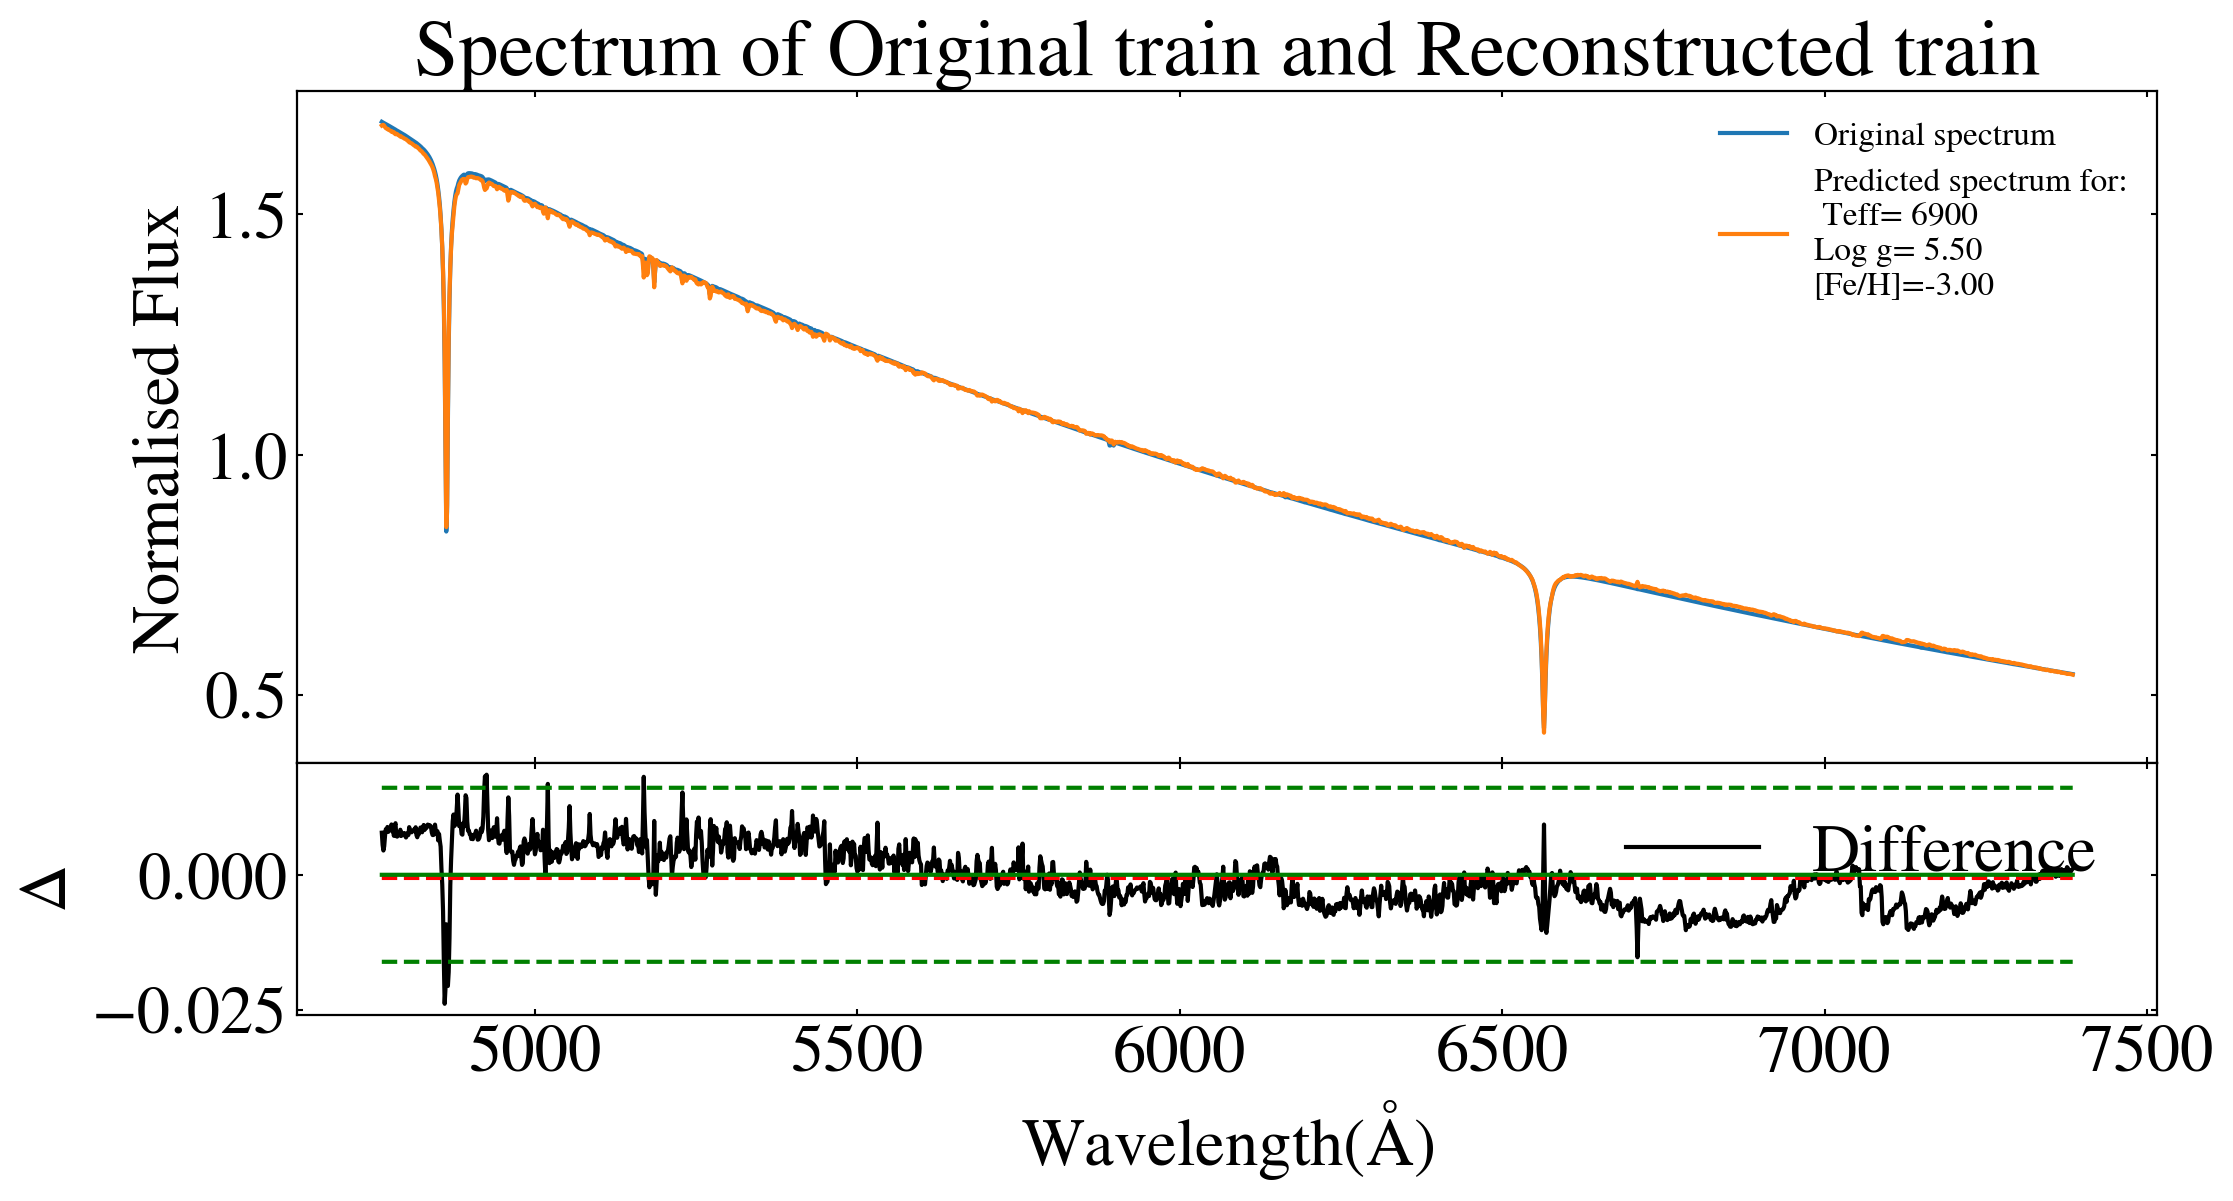 Spectrum of Original train and Reconstructed train
Normalised Flux
1.5
1.0
0.5
Original spectrum
Predicted spectrum for:
Teff= 6900
Log g= 5.50
[Fe/H]=-3.00
Δ
0.000
−0.025
Difference
5000 5500 6000 6500 7000 7500
Wavelength(Å)